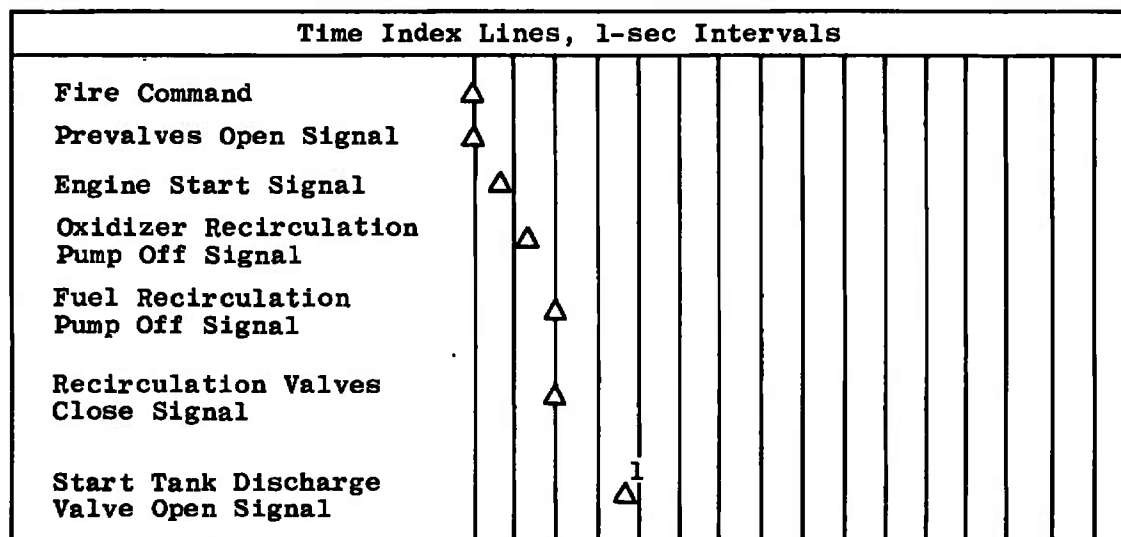 Time Index Lines, 1-sec Intervals
Fire Command
Prevalves Open Signal
Engine Start Signal
Oxidizer Recirculation
Pump Off Signal
Fuel Recirculation
Pump Off Signal
Recirculation Valves
Close Signal
1
Start Tank Discharge
Valve Open Signal